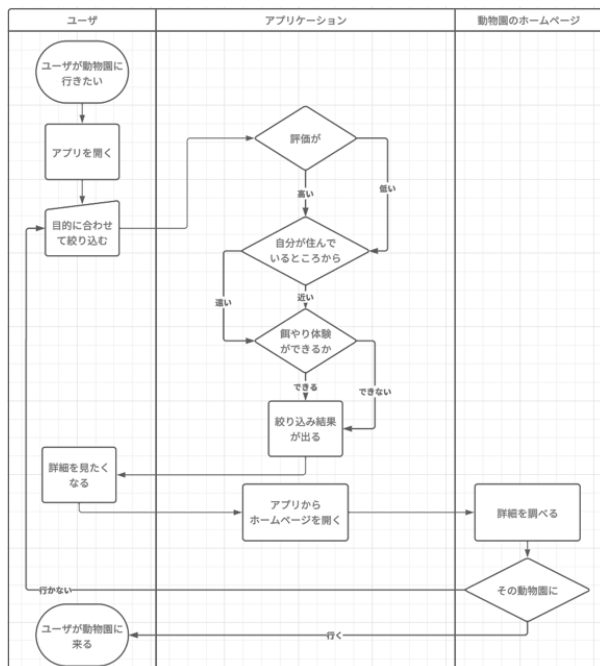 ユーザ
アプリケーション
動物園のホームページ
ユーザが動物園に
行きたい
アプリを開く
目的に合わせ
て絞り込む
評価が
高い
低い
自分が住んで
いるところから
遠い
近い
餌やり体験
ができるか
できる
できない
絞り込み結果
が出る
詳細を見たく
なる
アプリから
ホームページを開く
詳細を調べる
その動物園に
行かない
行く
ユーザが動物園に
来る